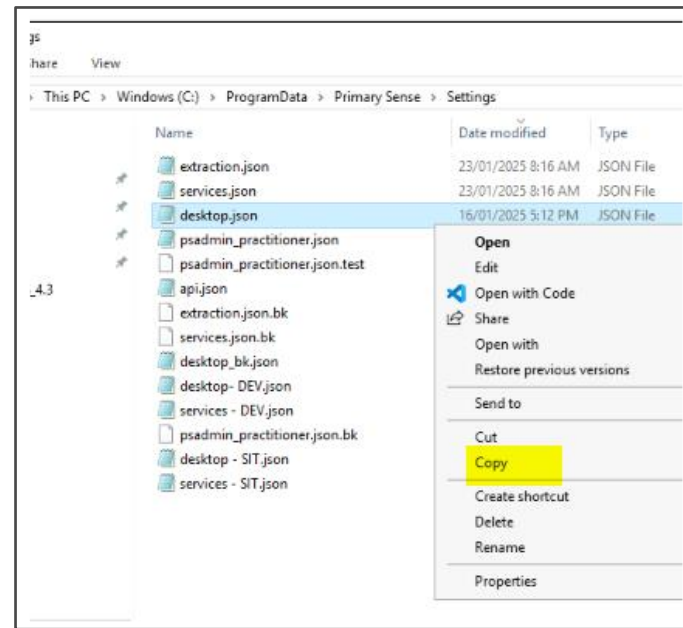 gs
hare View
This PC > Windows (C:) > ProgramData > Primary Sense > Settings
Name Date modified Type
extraction.json 23/01/2025 8:16 AM JSON File
services.json 23/01/2025 8:16 AM JSON File
desktop.json 16/01/2025 5:12 PM JSON File
psadmin_practitioner.json
psadmin_practitioner.json.test
_4.3
api.json
extraction.json.bk
services.json.bk
desktop_bk.json
desktop- DEV.json
services - DEV.json
psadmin_practitioner.json.bk
desktop - SIT.json
services - SIT.json
Open
Edit
Open with Code
Share
Open with
Restore previous versions
Send to
Cut
Copy
Create shortcut
Delete
Rename
Properties